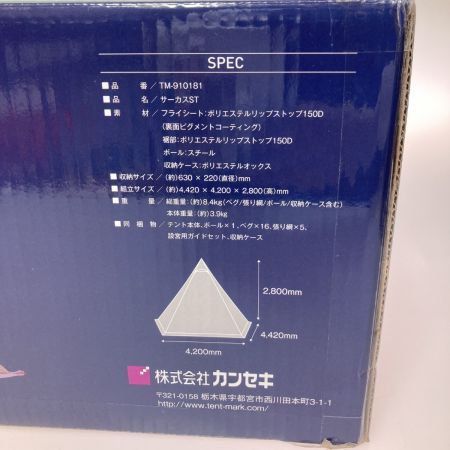 SPEC
■品　　番／TM-910181
■品　　名／サーカスST
■素　　材／フライシート：ポリエステルリップストップ150D
（裏面ピグメントコーティング）
裾部：ポリエステルリップストップ150D
ポール：スチール
収納ケース：ポリエステルオックス
■収納サイズ／（約）630 × 220（直径）mm
■組立サイズ／（約）4,420 × 4,200 × 2,800（高）mm
■重　　量／総重量：（約）8.4kg（ペグ/張り綱/ポール/収納ケース含む）
本体重量：（約）3.9kg
■同 梱 物／テント本体、ポール×1、ペグ×16、張り綱×5、
設営用ガイドセット、収納ケース
2,800mm
4,420mm
4,200mm
株式会社 カンセキ
〒321-0158 栃木県宇都宮市西川田本町3-1-1
http://www.tent-mark.com/